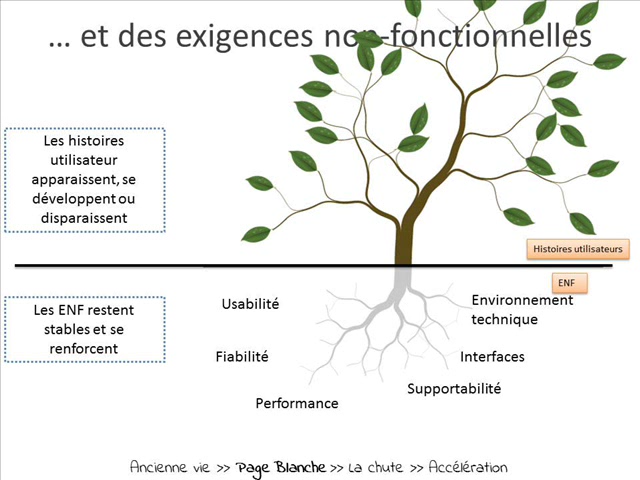 … et des exigences non-fonctionnelles
Les histoires
utilisateur
apparaissent, se
développent ou
disparaissent
Histoires utilisateurs
ENF
Les ENF restent
stables et se
renforcent
Usabilité
Environnement
technique
Fiabilité
Interfaces
Supportabilité
Performance
Ancienne vie >> Page Blanche >> La chute >> Accélération